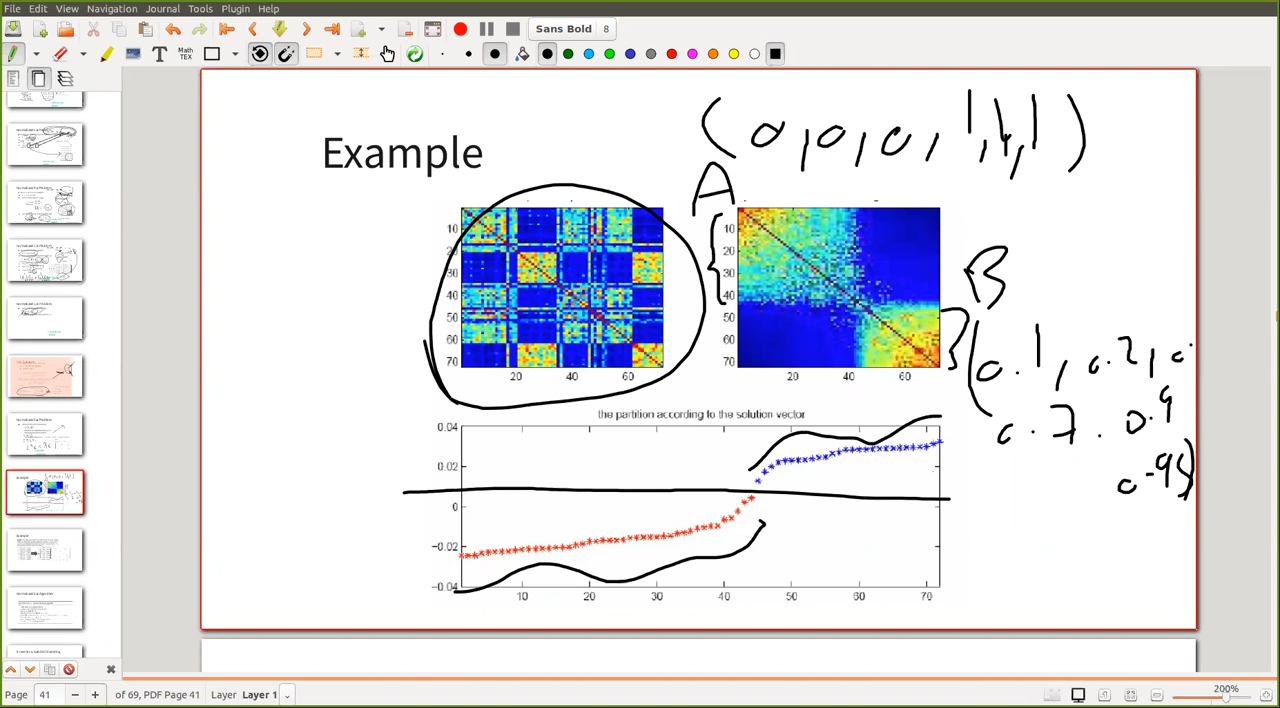 File Edit View Navigation Journal Tools Plugin Help
Sans Bold 8
Math TEX
Example
(0,0,0,1,1,1)
A
10
20
30
40
50
60
70
20 40 60
10
20
30
40
50
60
70
20 40 60
B
(0.1, 0.2, 0.
0.7. 0.9
0.95)
the partition according to the solution vector
0.04
0.02
0
−0.02
−0.04
10 20 30 40 50 60 70
Page 41 of 69, PDF Page 41 Layer Layer 1
200%